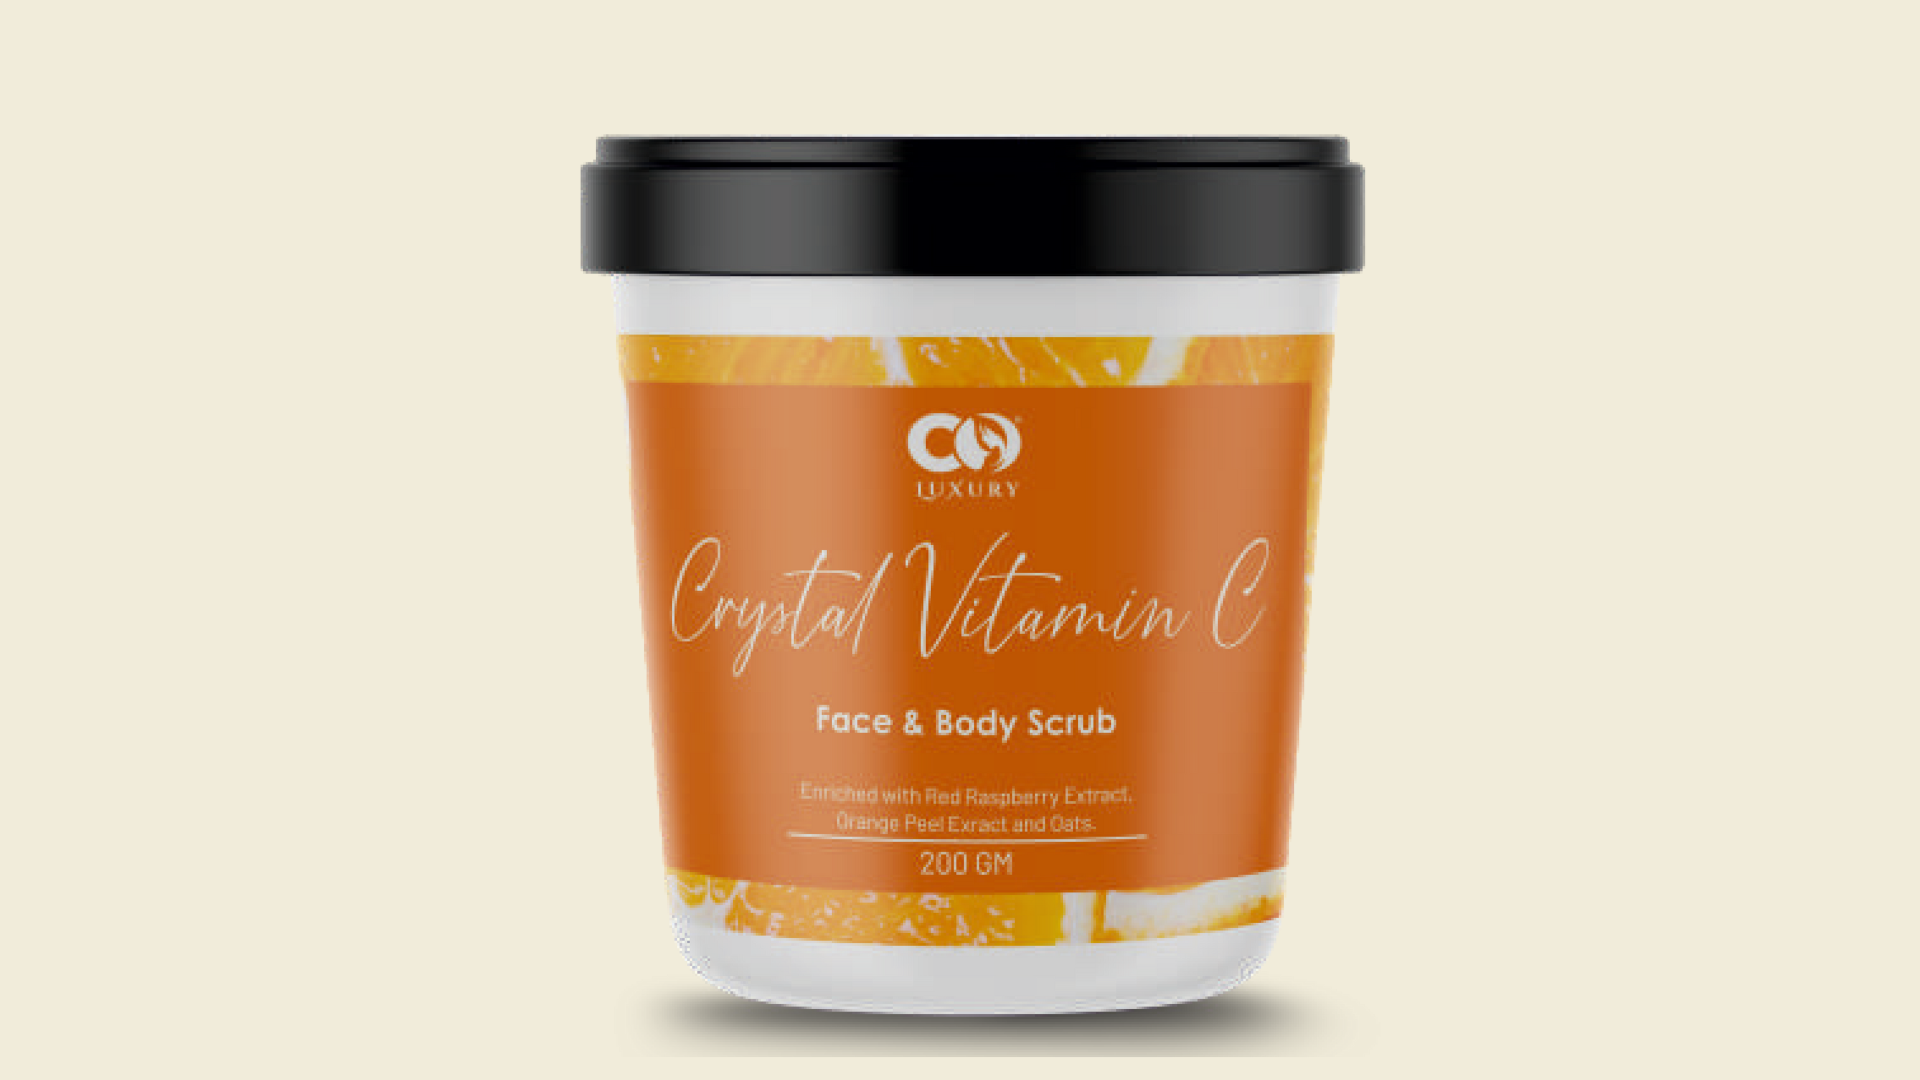 CO
LUXURY
Crystal Vitamin C
Face & Body Scrub
Enriched with Red Raspberry Extract,
Orange Peel Exract and Oats.
200 GM